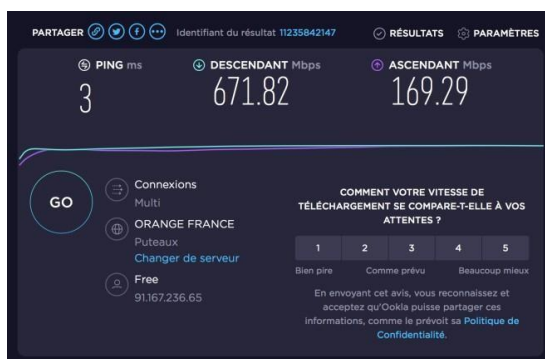 PARTAGER Identifiant du résultat 11235842147 RÉSULTATS PARAMÈTRES
PING ms DESCENDANT Mbps ASCENDANT Mbps
3 671.82 169.29
GO
Connexions
Multi
ORANGE FRANCE
Puteaux
Changer de serveur
Free
91.167.236.65
COMMENT VOTRE VITESSE DE
TÉLÉCHARGEMENT SE COMPARE-T-ELLE À VOS
ATTENTES ?
1 2 3 4 5
Bien pire Comme prévu Beaucoup mieux
En envoyant cet avis, vous reconnaissez et
acceptez qu'Ookla puisse partager ces
informations, comme le prévoit sa Politique de
Confidentialité.